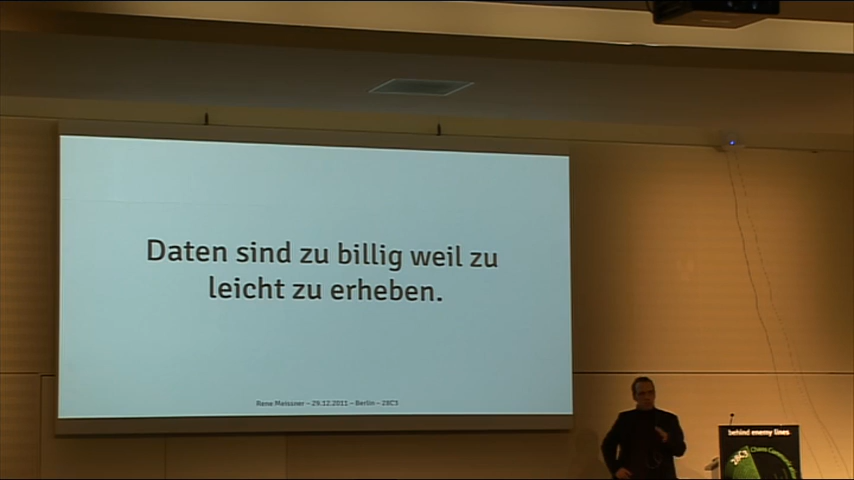 Daten sind zu billig weil zu
leicht zu erheben.
Rene Meissner – 29.12.2011 – Berlin – 28C3
behind enemy lines
28C3